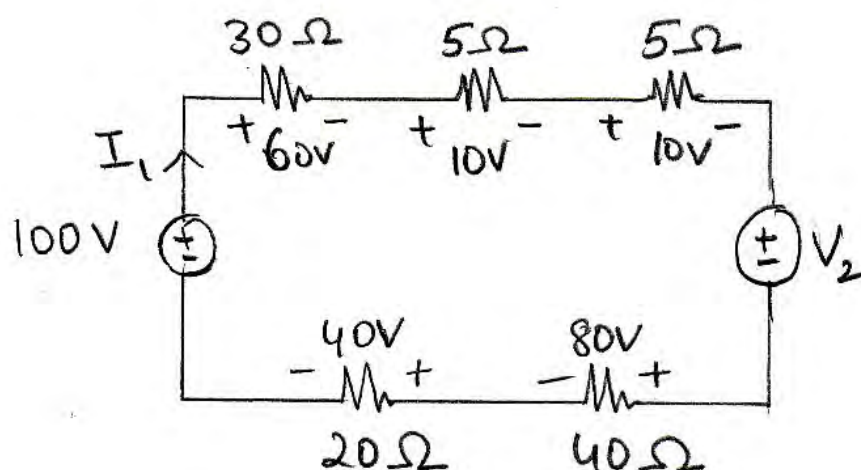 30Ω 5Ω 5Ω
+ 60V - + 10V - + 10V -
I₁
100V + - + - V₂
40V 80V
- + - +
20Ω 40Ω